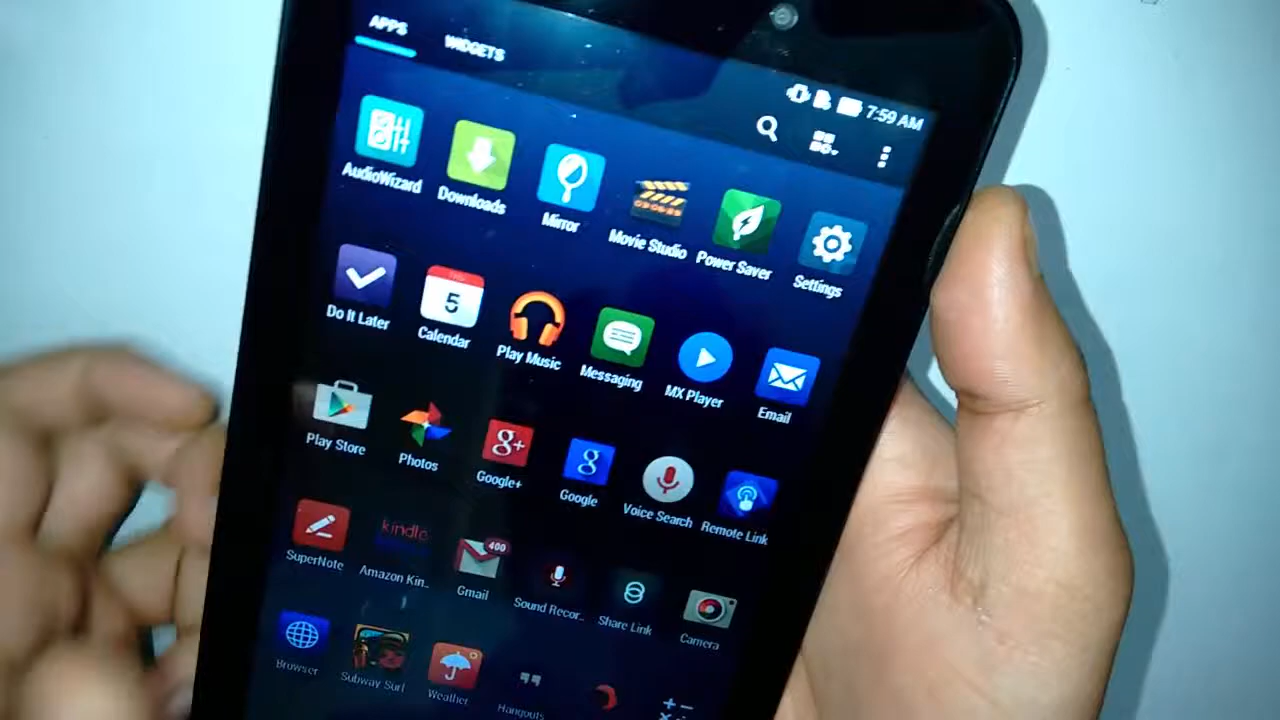 APPS WIDGETS
7:59 AM
AudioWizard Downloads Mirror Movie Studio Power Saver Settings
5
Do It Later Calendar Play Music Messaging MX Player Email
g+ g
Play Store Photos Google+ Google Voice Search Remote Link
kindle 400
SuperNote Amazon Kin.. Gmail Sound Recor.. Share Link Camera
Browser Subway Surf Weather Hangouts